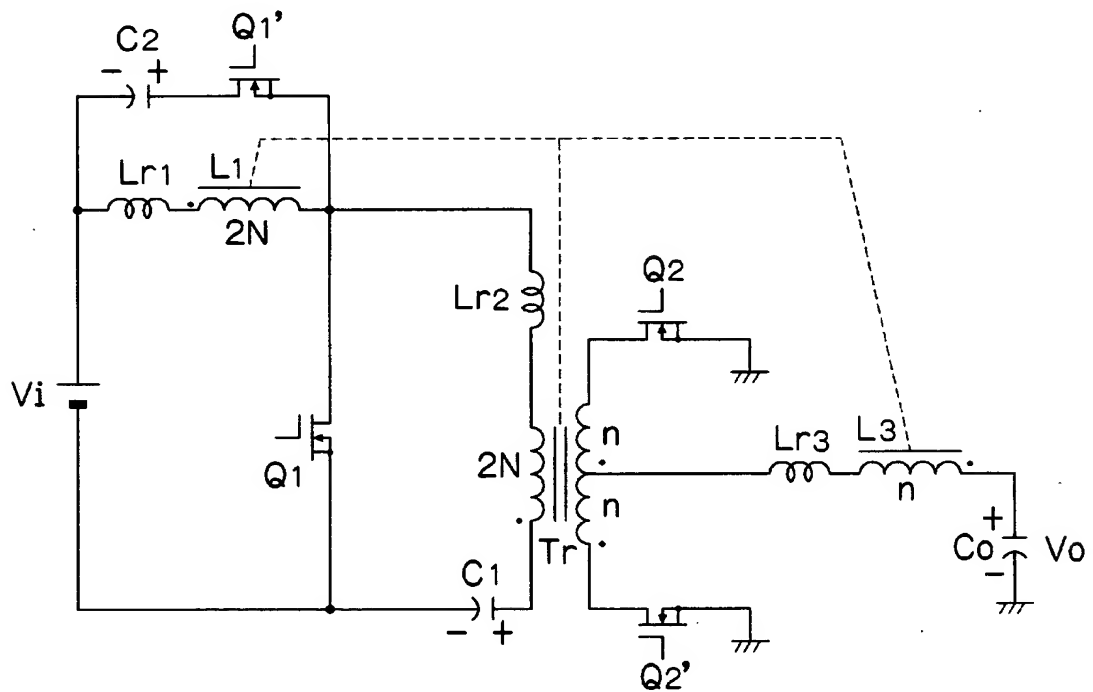 Q1'
C2
- +
Lr1
L1
2N
Lr2
Q2
Vi
Q1
2N
n
n
Tr
Lr3
L3
n
+
Co
-
Vo
C1
- +
Q2'